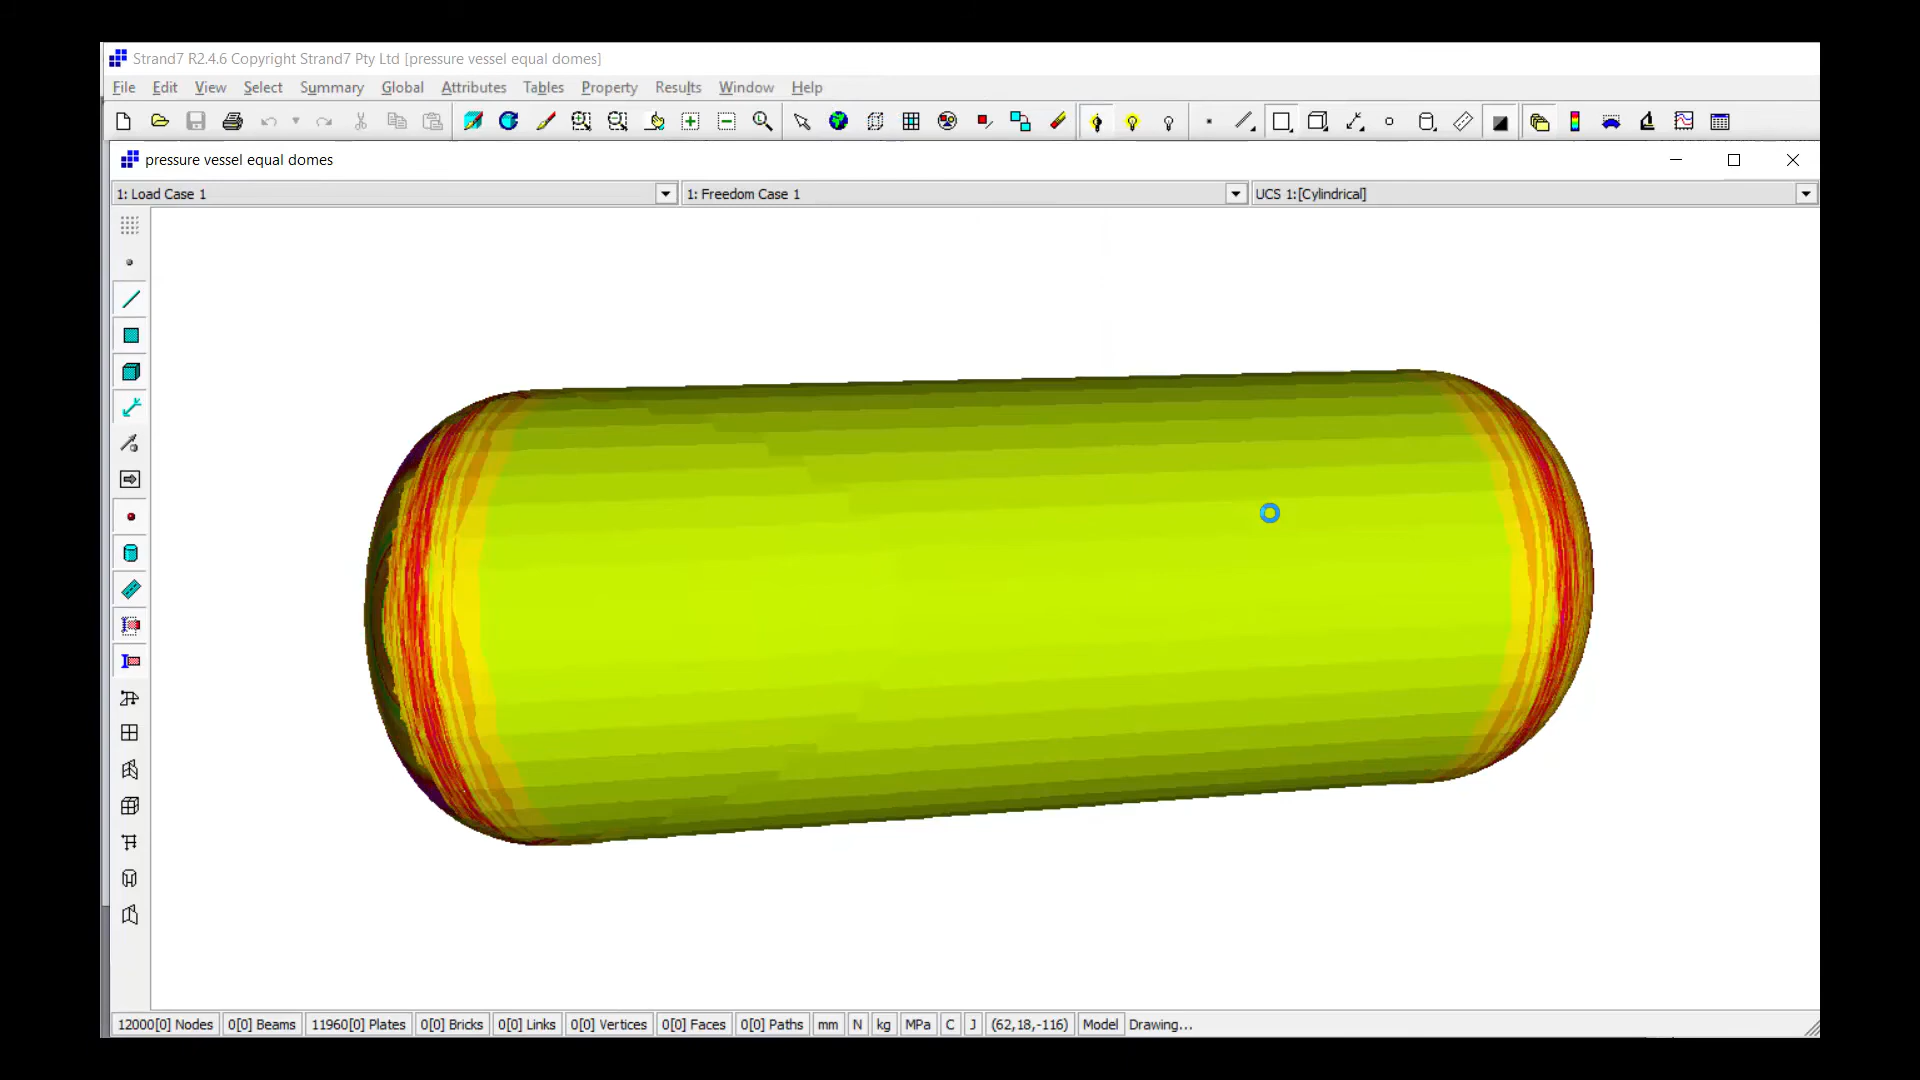 Strand7 R2.4.6 Copyright Strand7 Pty Ltd [pressure vessel equal domes]
File Edit View Select Summary Global Attributes Tables Property Results Window Help
pressure vessel equal domes
1: Load Case 1 1: Freedom Case 1 UCS 1:[Cylindrical]
12000[0] Nodes 0[0] Beams 11960[0] Plates 0[0] Bricks 0[0] Links 0[0] Vertices 0[0] Faces 0[0] Paths mm N kg MPa C J (62,18,-116) Model Drawing...